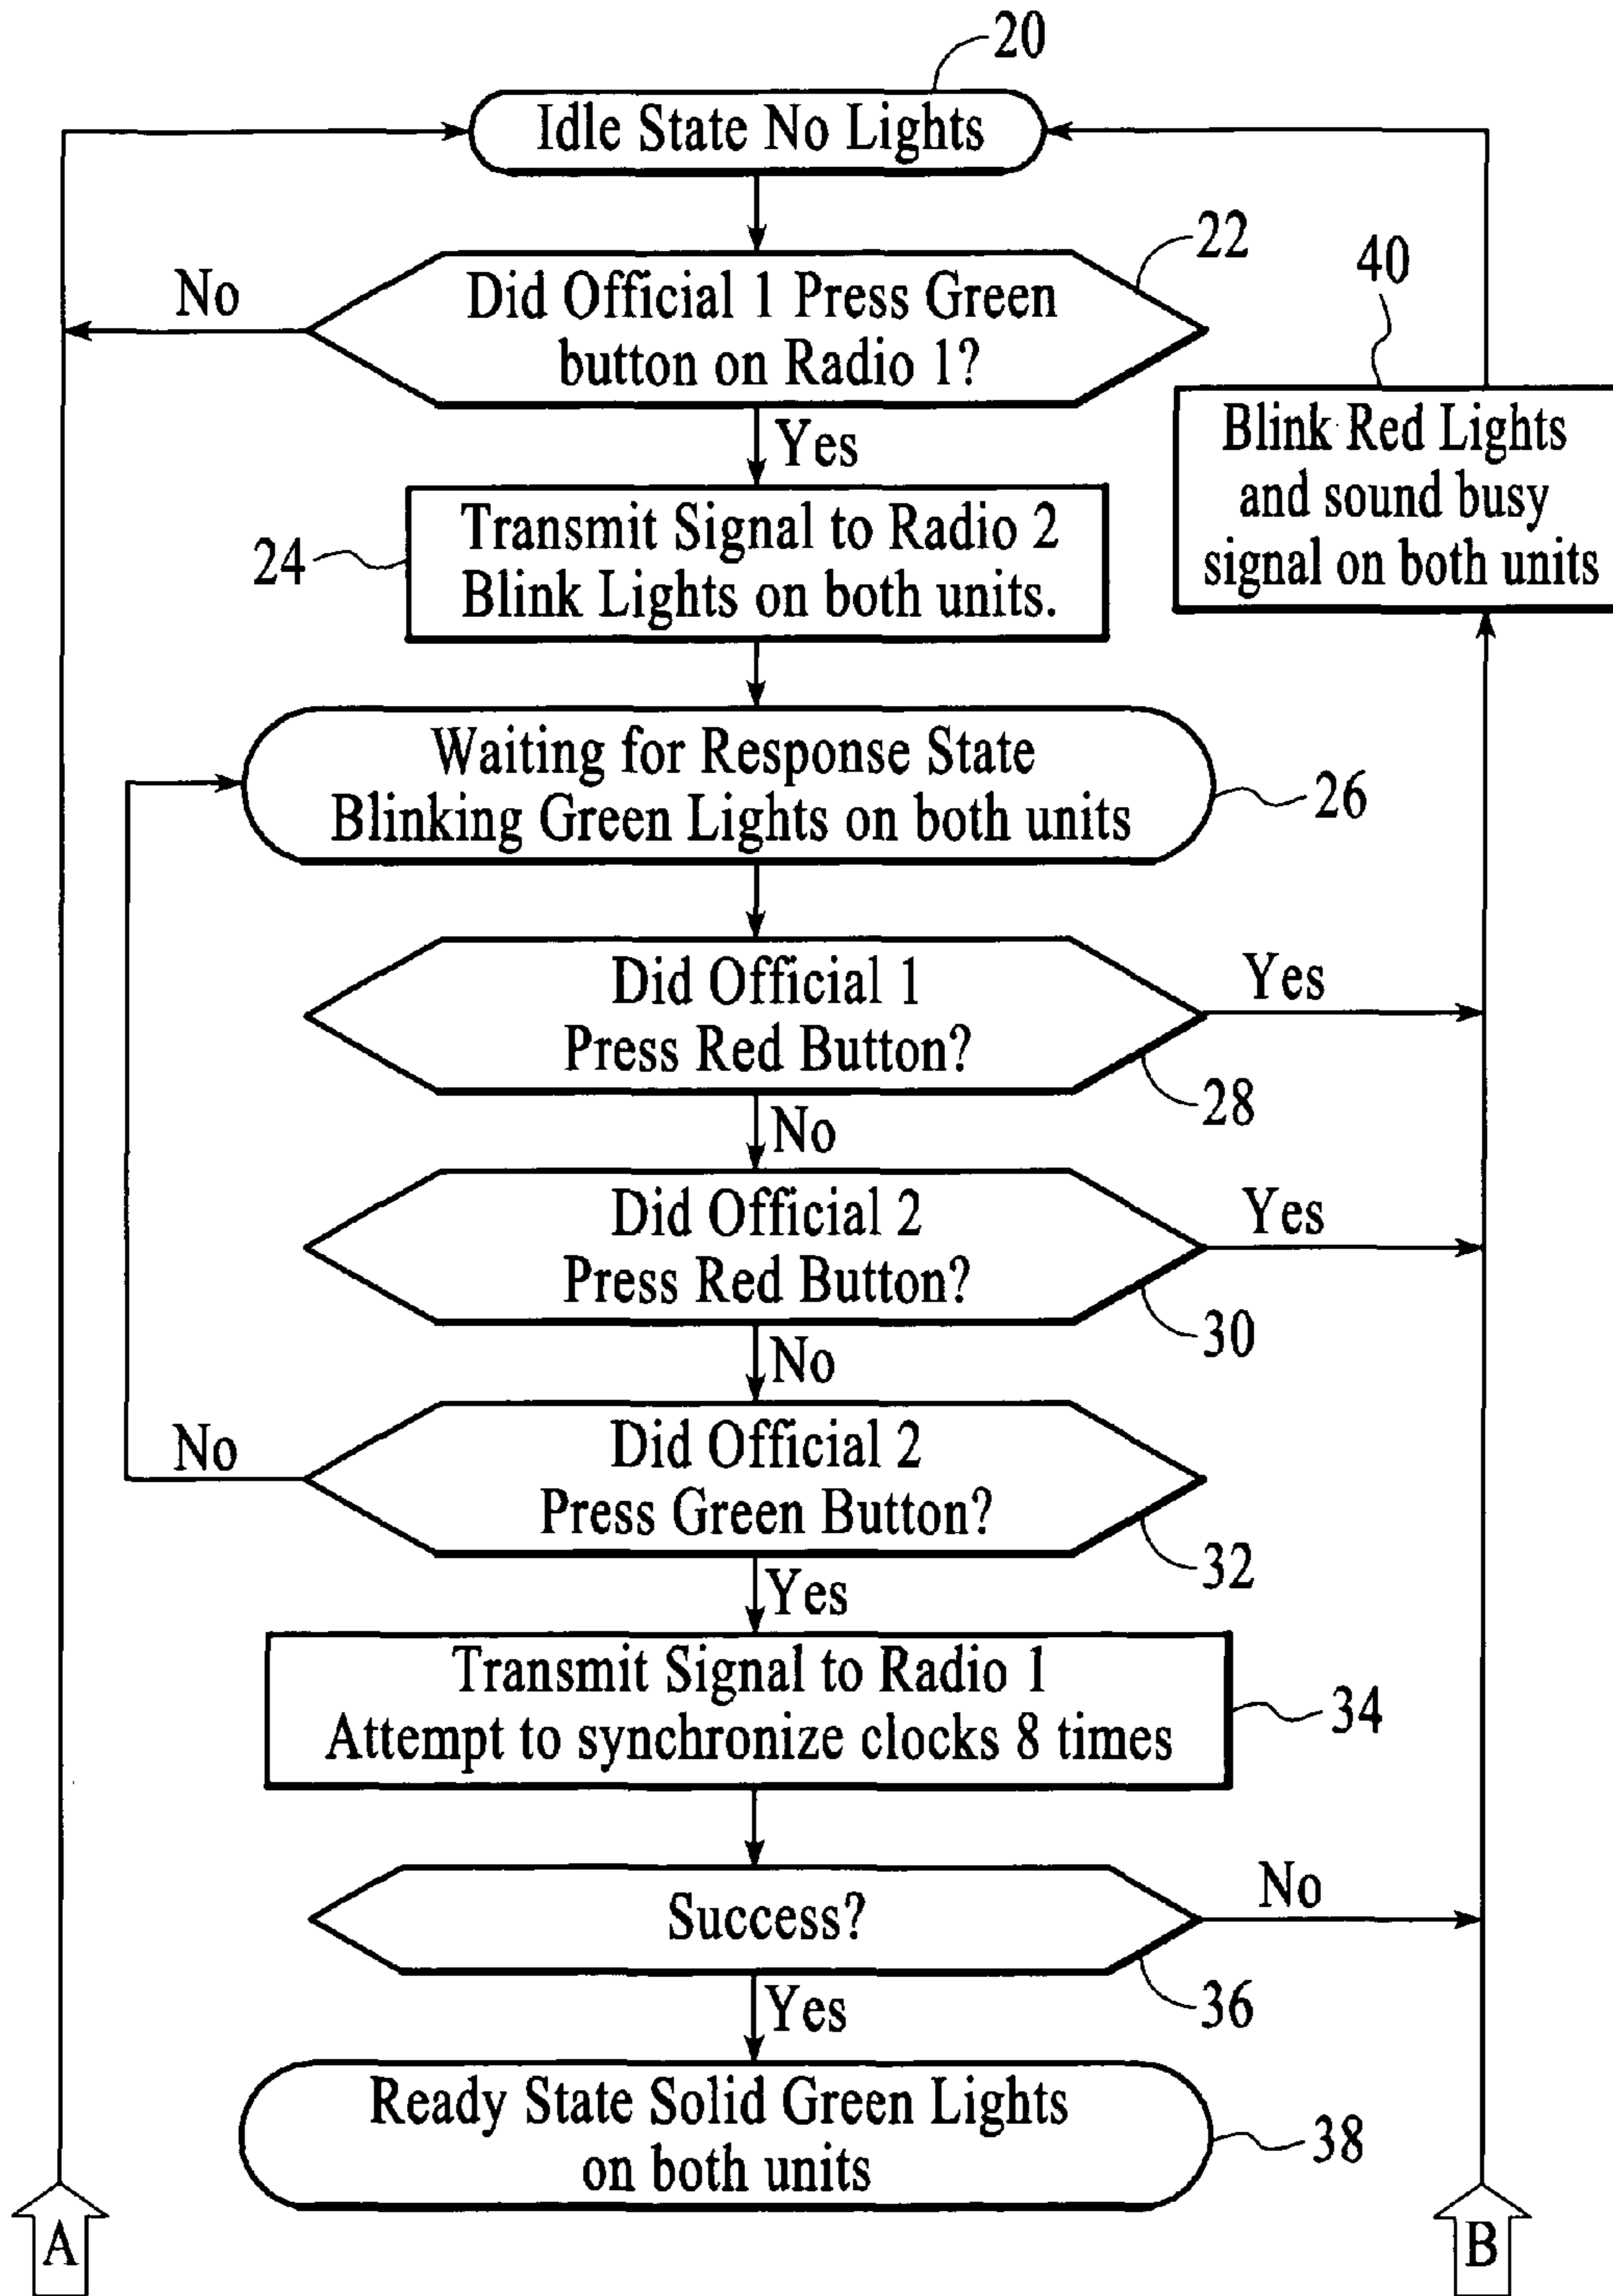 20
Idle State No Lights
22
Did Official 1 Press Green
button on Radio 1?
No
Yes
40
Blink Red Lights
and sound busy
signal on both units
24
Transmit Signal to Radio 2
Blink Lights on both units.
Waiting for Response State
Blinking Green Lights on both units
26
Did Official 1
Press Red Button?
Yes
28
No
Did Official 2
Press Red Button?
Yes
30
No
Did Official 2
Press Green Button?
No
32
Yes
Transmit Signal to Radio 1
Attempt to synchronize clocks 8 times
34
Success?
No
36
Yes
Ready State Solid Green Lights
on both units
38
A
B